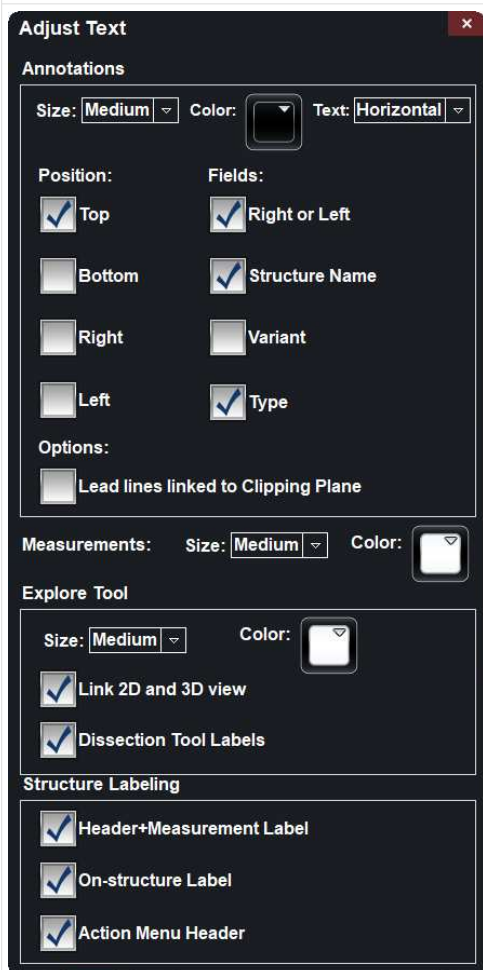 Adjust Text
Annotations
Size: Medium Color: Text: Horizontal
Position: Fields:
Top Right or Left
Bottom Structure Name
Right Variant
Left Type
Options:
Lead lines linked to Clipping Plane
Measurements: Size: Medium Color:
Explore Tool
Size: Medium Color:
Link 2D and 3D view
Dissection Tool Labels
Structure Labeling
Header+Measurement Label
On-structure Label
Action Menu Header